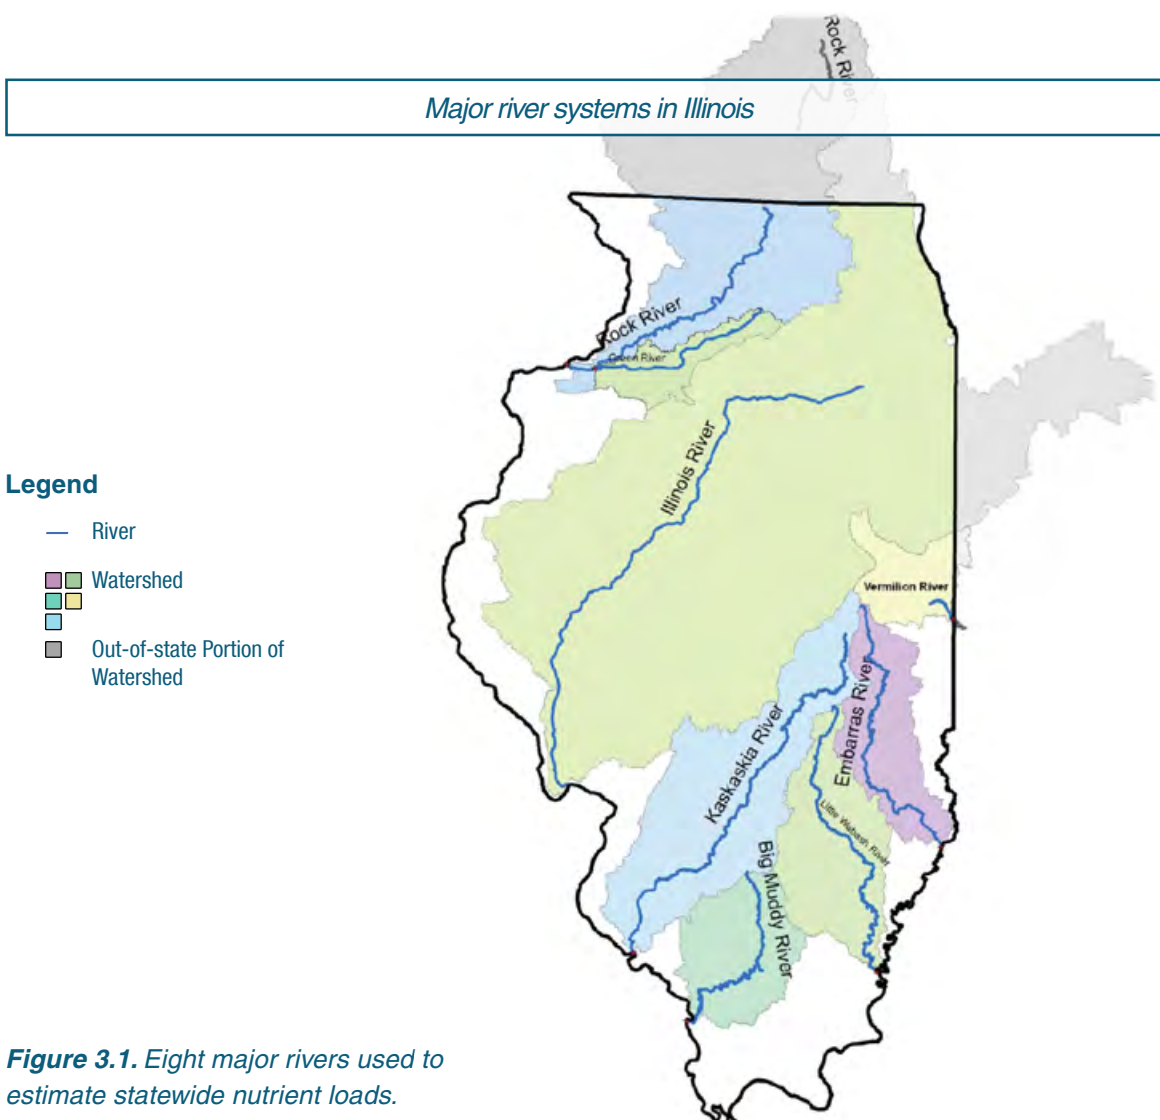 Rock River
Major river systems in Illinois
Rock River
Green River
Illinois River
Legend
River
Watershed
Out-of-state Portion of
Watershed
Vermilion River
Embarras River
Kaskaskia River
Little Wabash River
Big Muddy River
Figure 3.1. Eight major rivers used to
estimate statewide nutrient loads.